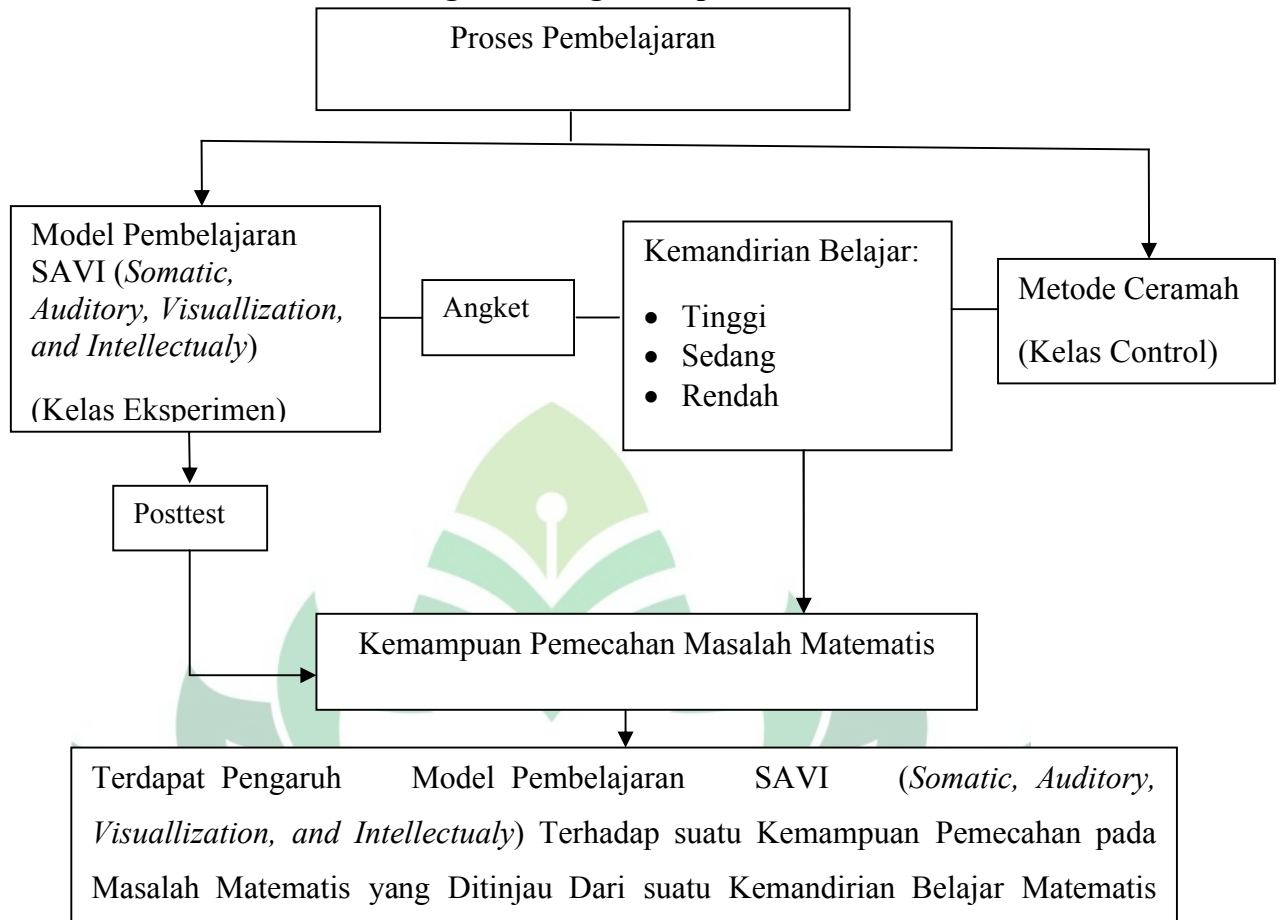 Proses Pembelajaran
Model Pembelajaran
SAVI (Somatic,
Auditory, Visuallization,
and Intellectualy)
(Kelas Eksperimen)
Angket
Kemandirian Belajar:
• Tinggi
• Sedang
• Rendah
Metode Ceramah
(Kelas Control)
Posttest
Kemampuan Pemecahan Masalah Matematis
Terdapat Pengaruh Model Pembelajaran SAVI (Somatic, Auditory,
Visuallization, and Intellectualy) Terhadap suatu Kemampuan Pemecahan pada
Masalah Matematis yang Ditinjau Dari suatu Kemandirian Belajar Matematis